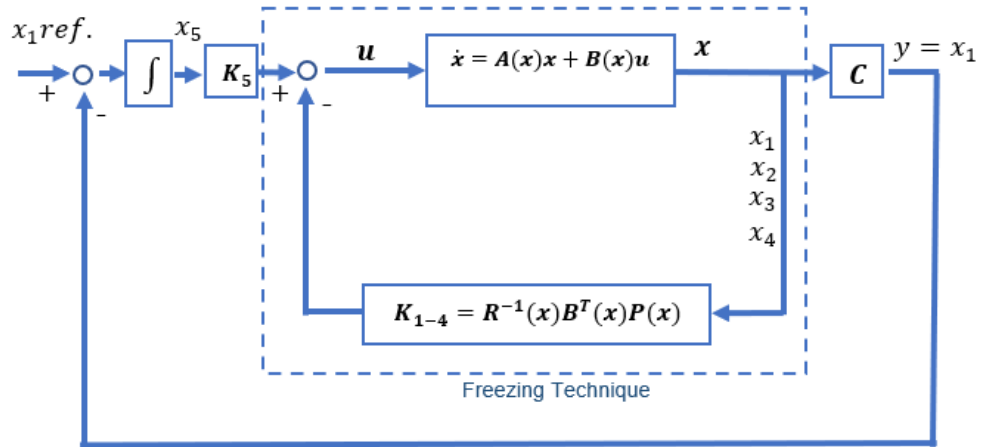 x₁ref.
+
-
∫
x₅
K₅
+
-
u
ẋ = A(x)x + B(x)u
x
C
y = x₁
x₁
x₂
x₃
x₄
K₁₋₄ = R⁻¹(x)Bᵀ(x)P(x)
Freezing Technique